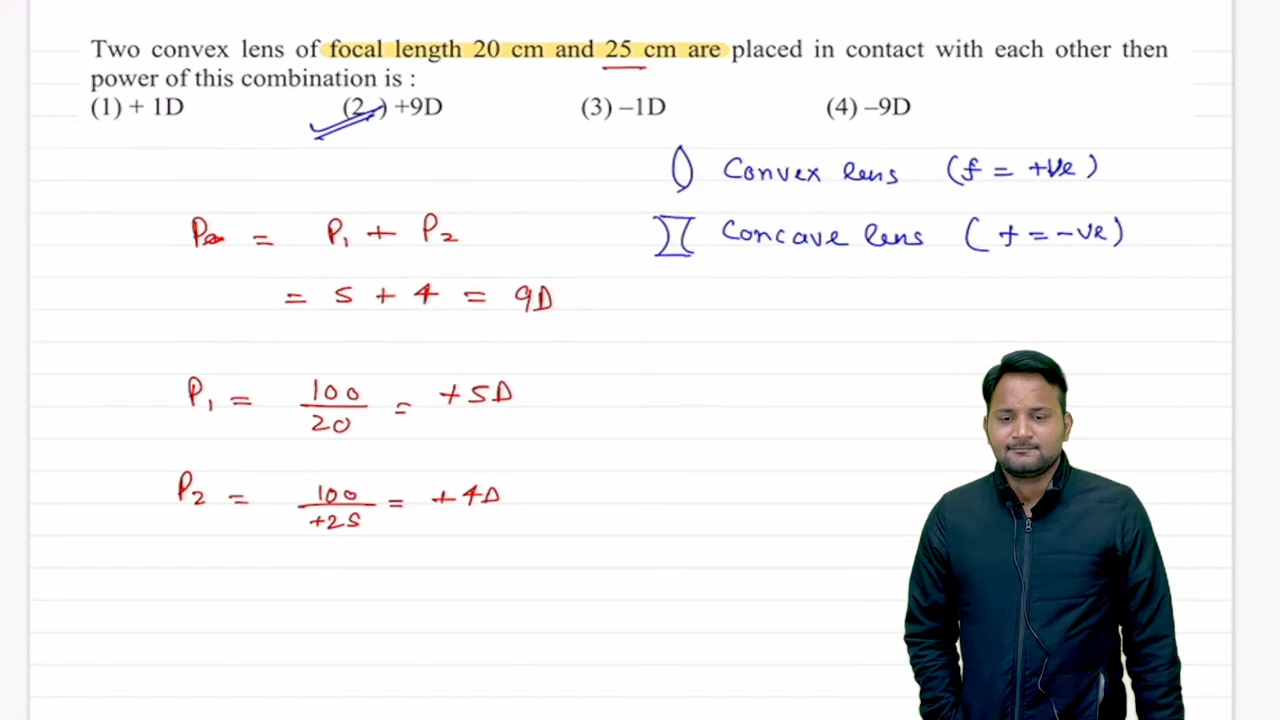 Two convex lens of focal length 20 cm and 25 cm are placed in contact with each other then
power of this combination is :
(1) + 1D (2 ) +9D (3) –1D (4) –9D
Convex lens (f = +ve)
Concave lens (f = -ve)
P = P₁ + P₂
= 5 + 4 = 9D
P₁ = 100/20 = +5D
P₂ = 100/+25 = +4D